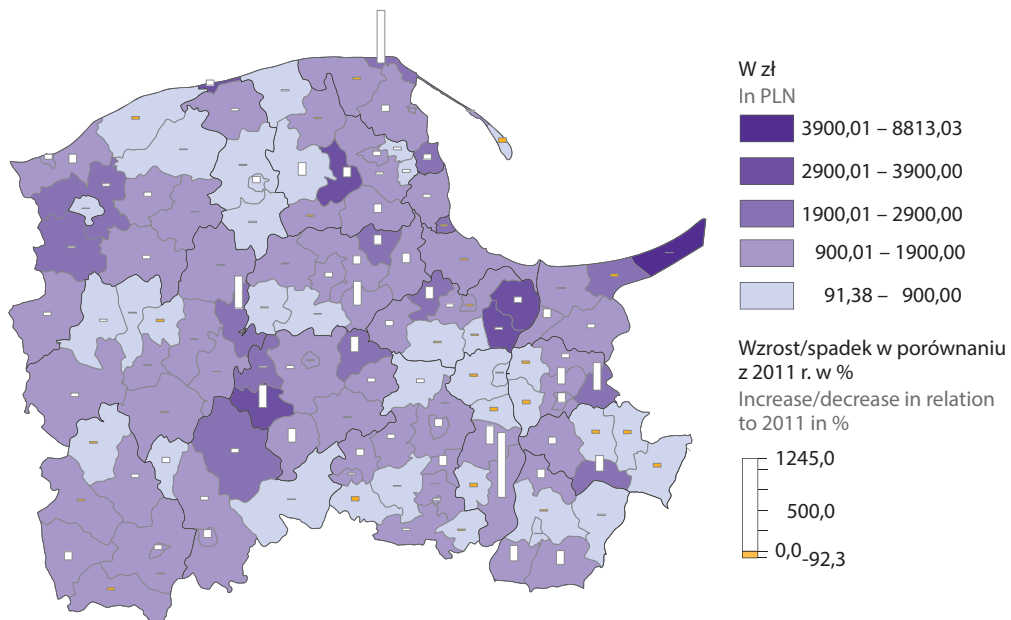 W zł
In PLN
3900,01 – 8813,03
2900,01 – 3900,00
1900,01 – 2900,00
900,01 – 1900,00
91,38 – 900,00
Wzrost/spadek w porównaniu
z 2011 r. w %
Increase/decrease in relation
to 2011 in %
1245,0
500,0
0,0
-92,3